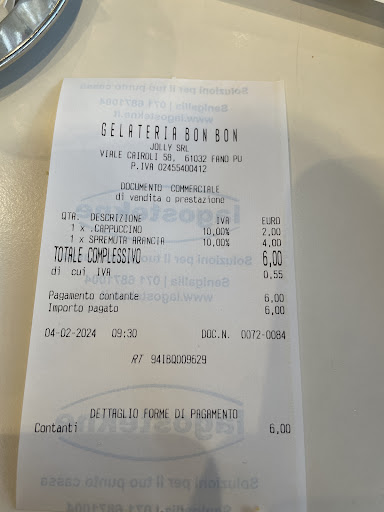 GELATERIA BON BON
JOLLY SRL
VIALE CAIROLI 58, 61032 FANO PU
P.IVA 02455400412
DOCUMENTO COMMERCIALE
di vendita o prestazione
QTA. DESCRIZIONE IVA EURO
1 x .CAPPUCCINO 10,00% 2,00
1 x SPREMUTA ARANCIA 10,00% 4,00
TOTALE COMPLESSIVO 6,00
di cui IVA 0,55
Pagamento contante 6,00
Importo pagato 6,00
04-02-2024 09:30 DOC.N. 0072-0084
RT 94IBQ009629
DETTAGLIO FORME DI PAGAMENTO
Contanti 6,00